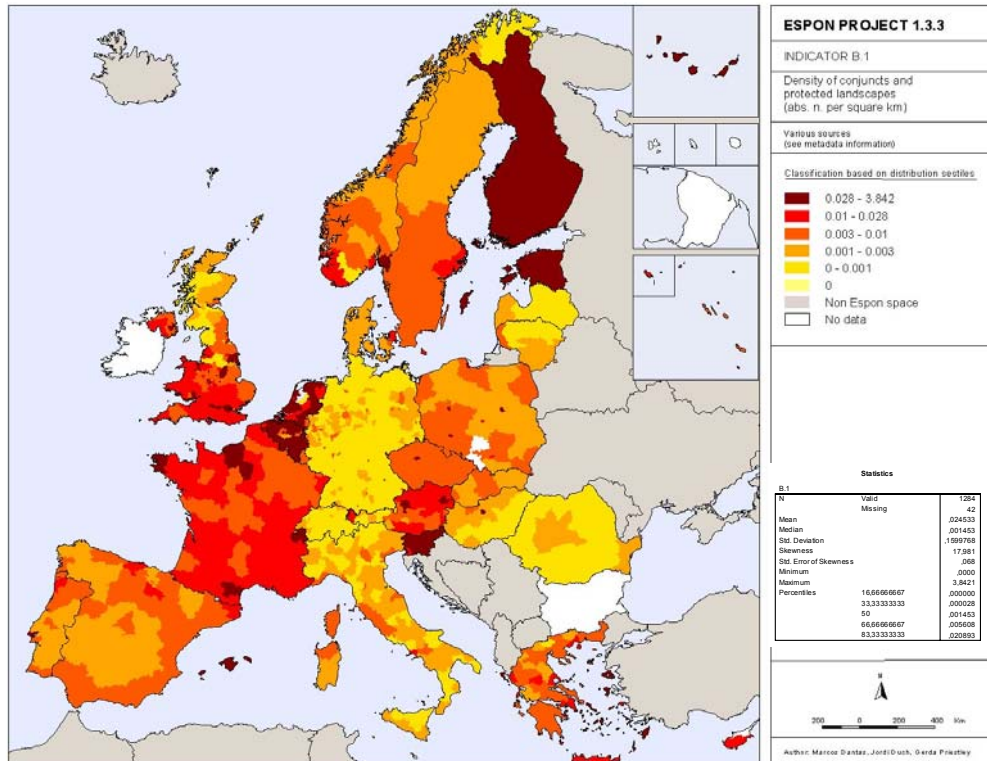 ESPON PROJECT 1.3.3
INDICATOR B.1
Density of conjuncts and
protected landscapes
(abs. n. per square km)
Various sources
(see metadata information)
Classification based on distribution sestiles
0.028 - 3.842
0.01 - 0.028
0.003 - 0.01
0.001 - 0.003
0 - 0.001
0
Non Espon space
No data
Statistics
B.1
N Valid 1284
Missing 42
Mean ,024533
Median ,001453
Std. Deviation ,1599768
Skewness 17,981
Std. Error of Skewness ,068
Minimum ,0000
Maximum 3,8421
Percentiles 16,66666667 ,000000
33,33333333 ,000028
50 ,001453
66,66666667 ,005608
83,33333333 ,020893
N
200 0 200 400 Km
Author: Marcos Dantas, Jordi Duch, Gerda Priestley